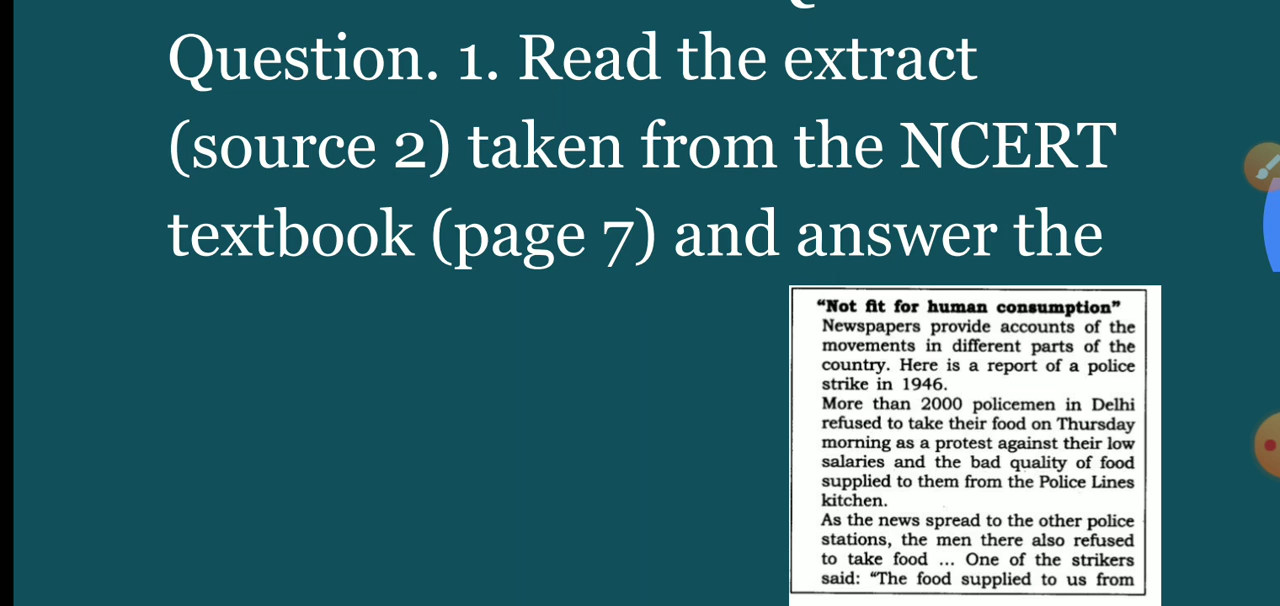 Question. 1. Read the extract
(source 2) taken from the NCERT
textbook (page 7) and answer the
“Not fit for human consumption”
Newspapers provide accounts of the
movements in different parts of the
country. Here is a report of a police
strike in 1946.
More than 2000 policemen in Delhi
refused to take their food on Thursday
morning as a protest against their low
salaries and the bad quality of food
supplied to them from the Police Lines
kitchen.
As the news spread to the other police
stations, the men there also refused
to take food ... One of the strikers
said: “The food supplied to us from